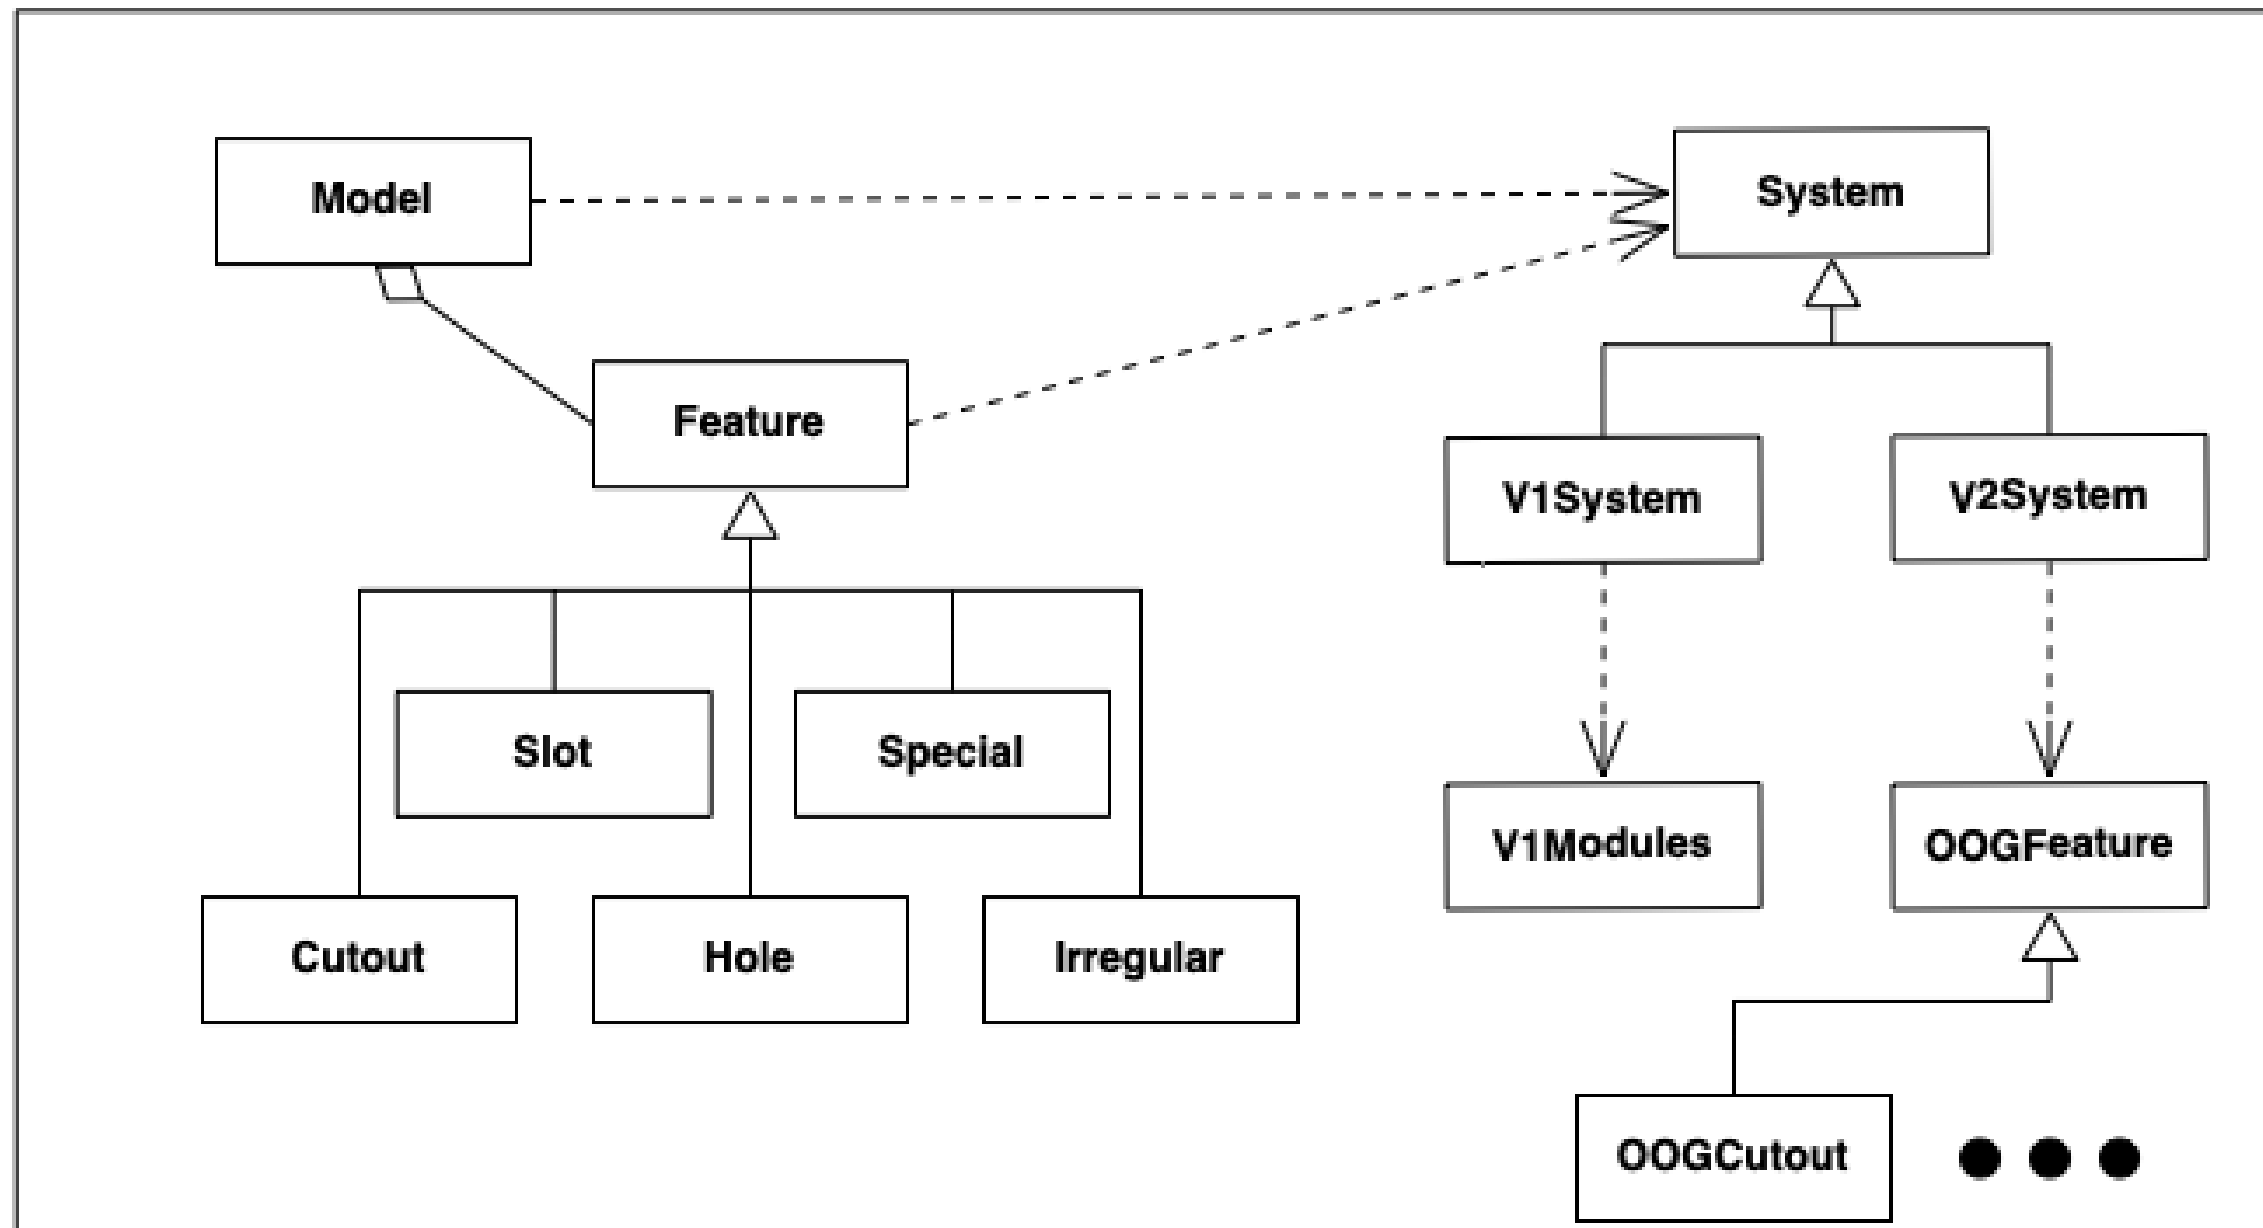 Model
System
Feature
V1System
V2System
Slot
Special
V1Modules
OOGFeature
Cutout
Hole
Irregular
OOGCutout